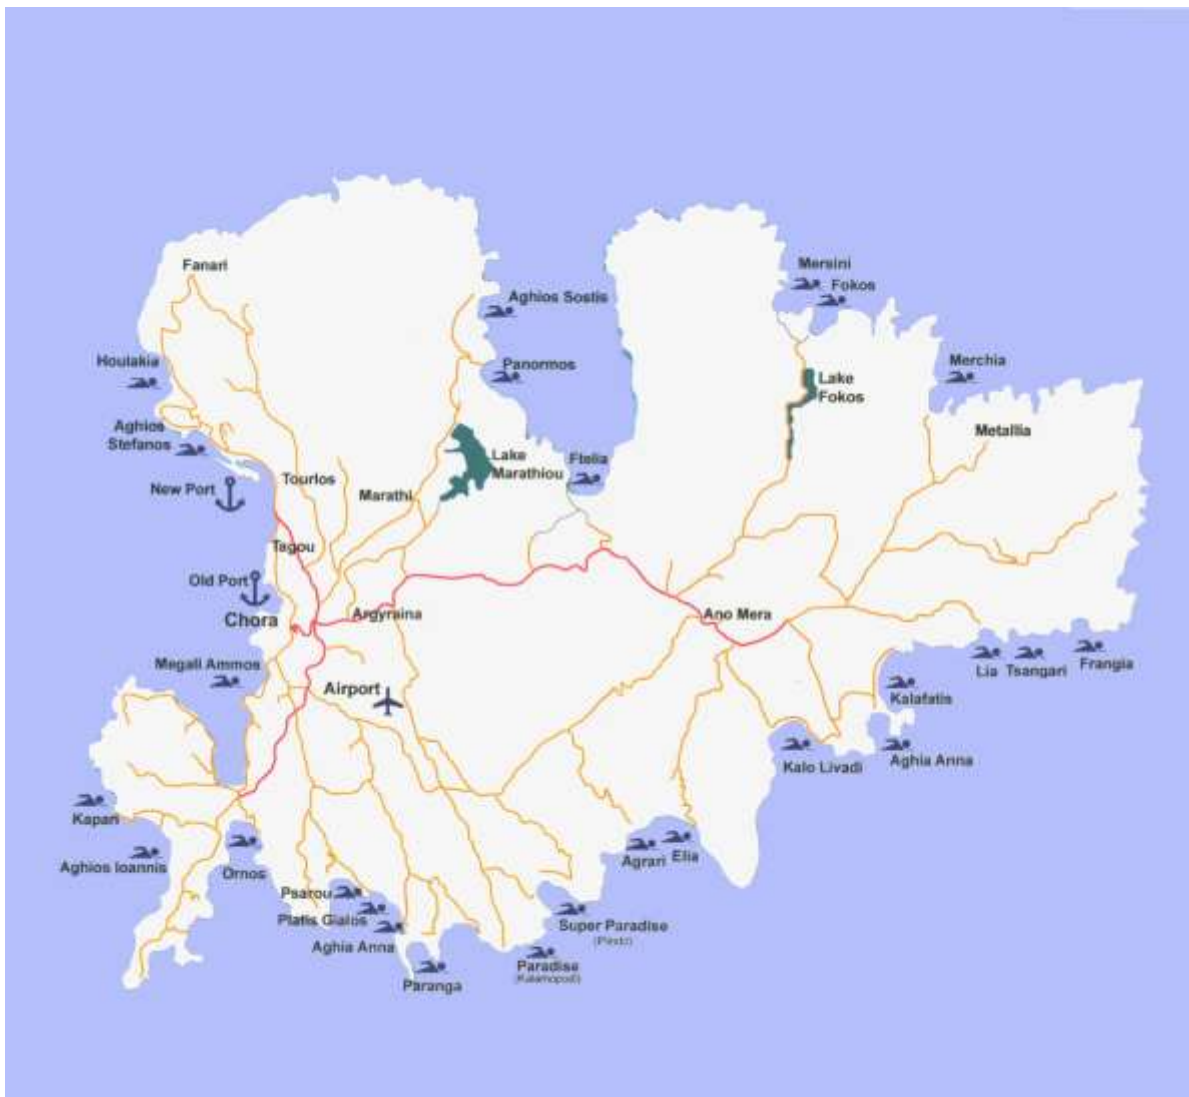 Fanari
Mersini
Fokos
Aghios Sostis
Houlakia
Panormos
Merchia
Lake
Fokos
Aghios
Stefanos
Metallia
Lake
Marathiou
Ftelia
Tourlos
New Port
Marathi
Tagou
Old Port
Chora
Argyraina
Ano Mera
Megali Ammos
Airport
Lia
Tsangari
Frangia
Kalafatis
Kalo Livadi
Aghia Anna
Kapari
Aghios Ioannis
Ornos
Agrari
Elia
Psarou
Platis Gialos
Aghia Anna
Super Paradise
Paradise
(Kalamopodi)
Paranga